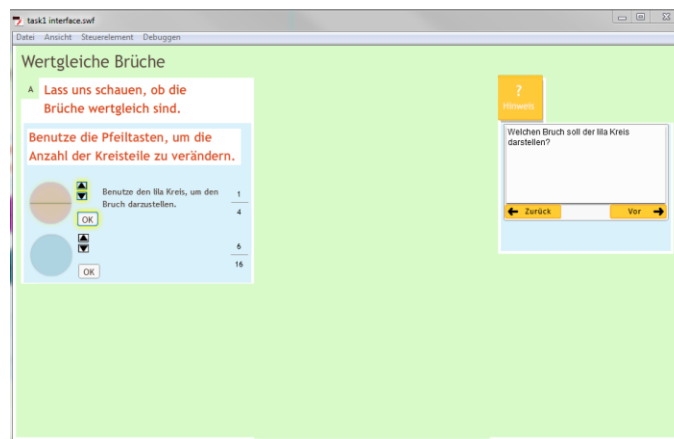 task1 interface.swf
Datei Ansicht Steuerelement Debuggen
Wertgleiche Brüche
A Lass uns schauen, ob die
Brüche wertgleich sind.
Benutze die Pfeiltasten, um die
Anzahl der Kreisteile zu verändern.
Benutze den lila Kreis, um den
Bruch darzustellen.
1
4
OK
6
16
OK
?
Hinweis
Welchen Bruch soll der lila Kreis
darstellen?
Zurück Vor